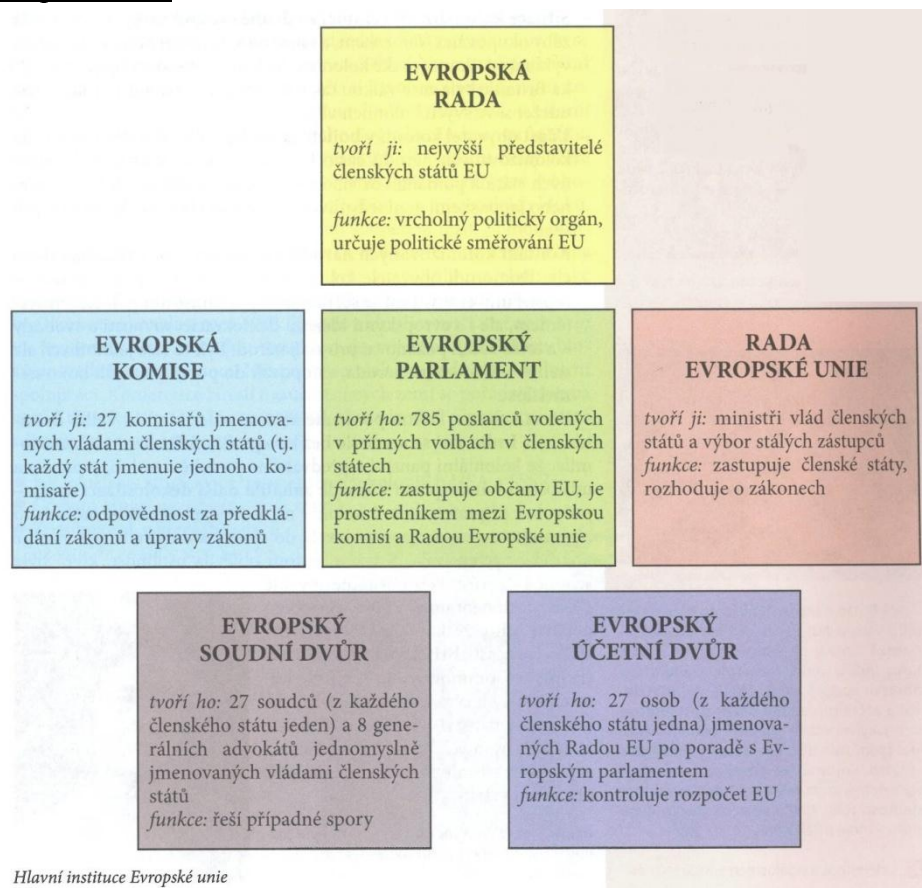 EVROPSKÁ
RADA
tvoří ji: nejvyšší představitelé
členských států EU
funkce: vrcholný politický orgán,
určuje politické směřování EU
EVROPSKÁ
KOMISE
tvoří ji: 27 komisařů jmenova-
ných vládami členských států (tj.
každý stát jmenuje jednoho ko-
misaře)
funkce: odpovědnost za předklá-
dání zákonů a úpravy zákonů
EVROPSKÝ
PARLAMENT
tvoří ho: 785 poslanců volených
v přímých volbách v členských
státech
funkce: zastupuje občany EU, je
prostředníkem mezi Evropskou
komisí a Radou Evropské unie
RADA
EVROPSKÉ UNIE
tvoří ji: ministři vlád členských
států a výbor stálých zástupců
funkce: zastupuje členské státy,
rozhoduje o zákonech
EVROPSKÝ
SOUDNÍ DVŮR
tvoří ho: 27 soudců (z každého
členského státu jeden) a 8 gene-
rálních advokátů jednomyslně
jmenovaných vládami členských
států
funkce: řeší případné spory
EVROPSKÝ
ÚČETNÍ DVŮR
tvoří ho: 27 osob (z každého
členského státu jedna) jmenova-
ných Radou EU po poradě s Ev-
ropským parlamentem
funkce: kontroluje rozpočet EU
Hlavní instituce Evropské unie